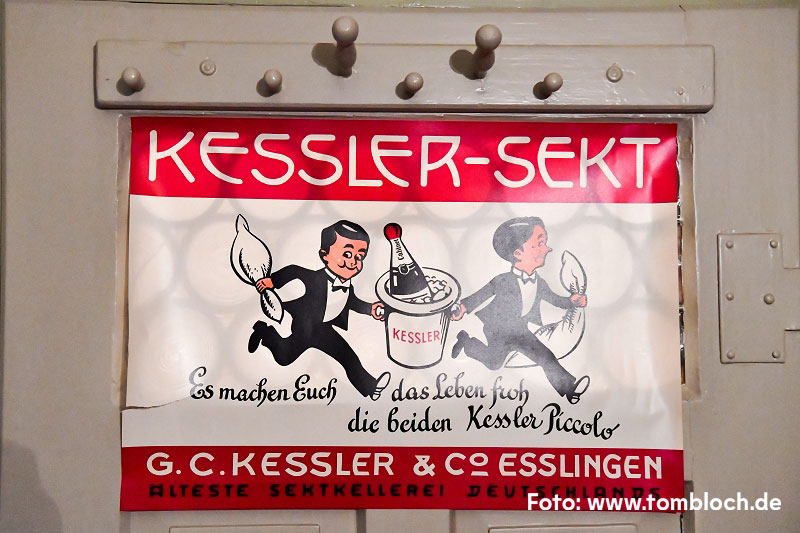 KESSLER-SEKT
Cabinet
KESSLER
Es machen Euch das Leben froh
die beiden Kessler Piccolo
G.C.KESSLER & Co ESSLINGEN
ÄLTESTE SEKTKELLEREI DEUTSCHLANDS
Foto: www.tombloch.de